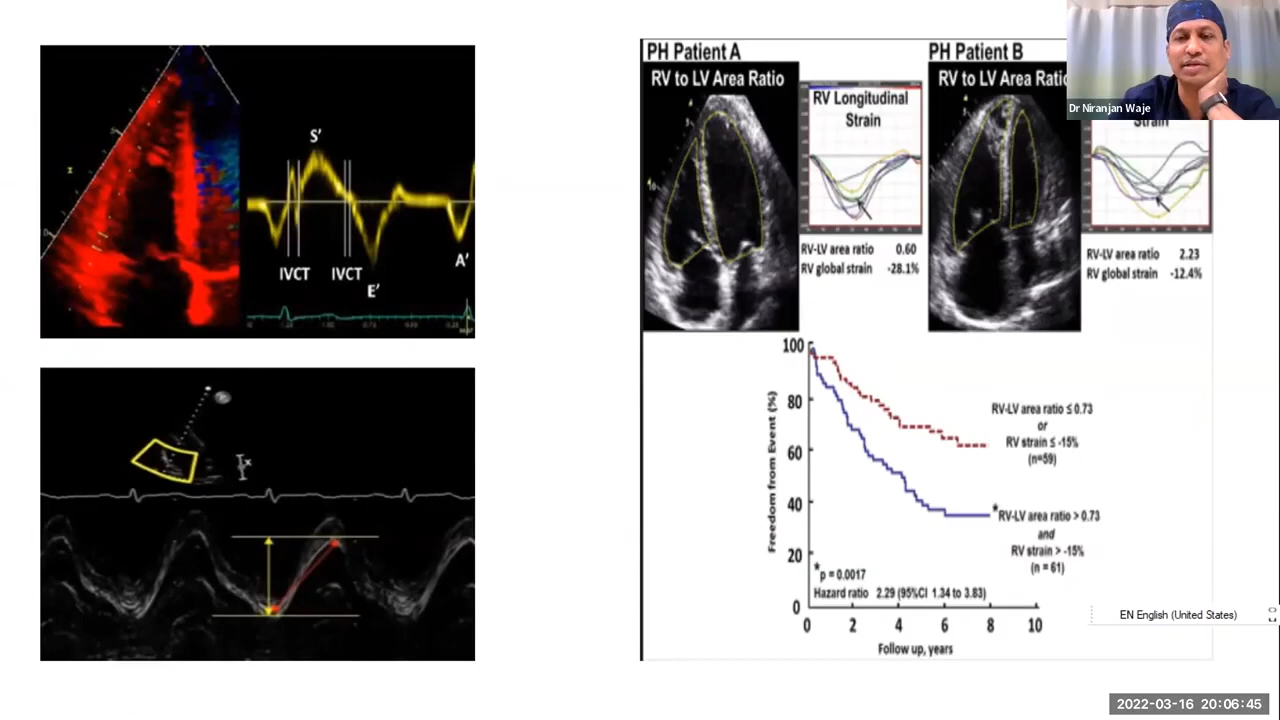 S'
IVCT
IVCT
E'
A'
PH Patient A
RV to LV Area Ratio
RV Longitudinal
Strain
RV-LV area ratio 0.60
RV global strain -28.1%
PH Patient B
RV to LV Area Ratio
Strain
RV-LV area ratio 2.23
RV global strain -12.4%
Dr Niranjan Waje
Freedom from Event (%)
100
80
60
40
20
0
0 2 4 6 8 10
Follow up, years
RV-LV area ratio ≤ 0.73
or
RV strain ≤ -15%
(n=59)
*RV-LV area ratio > 0.73
and
RV strain > -15%
(n = 61)
*p = 0.0017
Hazard ratio 2.29 (95%CI 1.34 to 3.83)
EN English (United States)
2022-03-16 20:06:45